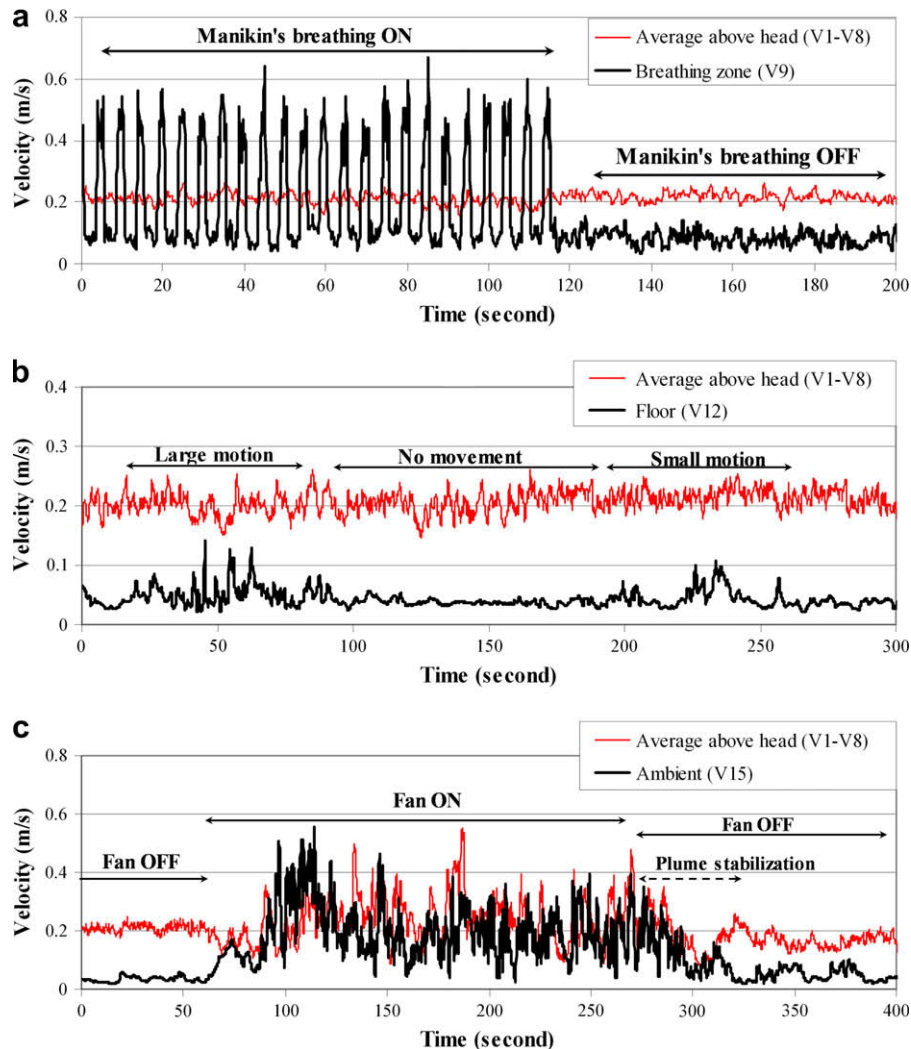 a
0.8
Manikin's breathing ON
Average above head (V1-V8)
Breathing zone (V9)
0.6
Velocity (m/s)
0.4
Manikin's breathing OFF
0.2
0
0 20 40 60 80 100 120 140 160 180 200
Time (second)
b
0.4
Average above head (V1-V8)
Floor (V12)
0.3
Velocity (m/s)
Large motion
No movement
Small motion
0.2
0.1
0
0 50 100 150 200 250 300
Time (second)
c
0.8
Average above head (V1-V8)
Ambient (V15)
0.6
Velocity (m/s)
Fan ON
Fan OFF
Fan OFF
Plume stabilization
0.4
0.2
0
0 50 100 150 200 250 300 350 400
Time (second)